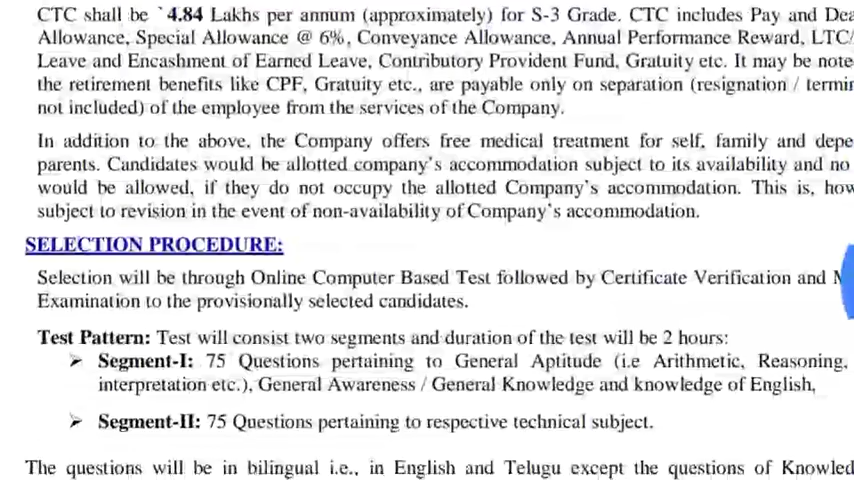 CTC shall be ` 4.84 Lakhs per annum (approximately) for S-3 Grade. CTC includes Pay and Dea
Allowance, Special Allowance @ 6%, Conveyance Allowance, Annual Performance Reward, LTC/
Leave and Encashment of Earned Leave, Contributory Provident Fund, Gratuity etc. It may be note
the retirement benefits like CPF, Gratuity etc., are payable only on separation (resignation / termin
not included) of the employee from the services of the Company.
In addition to the above, the Company offers free medical treatment for self, family and depe
parents. Candidates would be allotted company's accommodation subject to its availability and no
would be allowed, if they do not occupy the allotted Company's accommodation. This is, how
subject to revision in the event of non-availability of Company's accommodation.
SELECTION PROCEDURE:
Selection will be through Online Computer Based Test followed by Certificate Verification and M
Examination to the provisionally selected candidates.
Test Pattern: Test will consist two segments and duration of the test will be 2 hours:
➢ Segment-I: 75 Questions pertaining to General Aptitude (i.e Arithmetic, Reasoning,
interpretation etc.), General Awareness / General Knowledge and knowledge of English,
➢ Segment-II: 75 Questions pertaining to respective technical subject.
The questions will be in bilingual i.e., in English and Telugu except the questions of Knowled